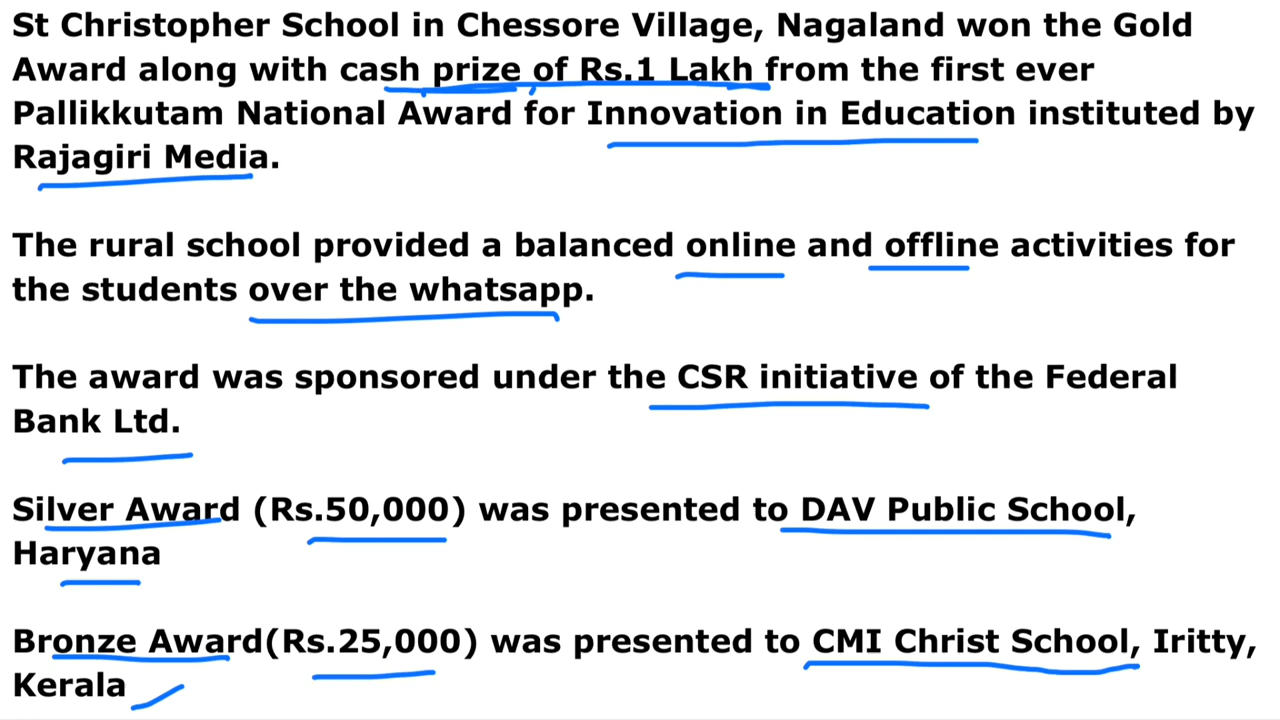 St Christopher School in Chessore Village, Nagaland won the Gold
Award along with cash prize of Rs.1 Lakh from the first ever
Pallikkutam National Award for Innovation in Education instituted by
Rajagiri Media.
The rural school provided a balanced online and offline activities for
the students over the whatsapp.
The award was sponsored under the CSR initiative of the Federal
Bank Ltd.
Silver Award (Rs.50,000) was presented to DAV Public School,
Haryana
Bronze Award(Rs.25,000) was presented to CMI Christ School, Iritty,
Kerala